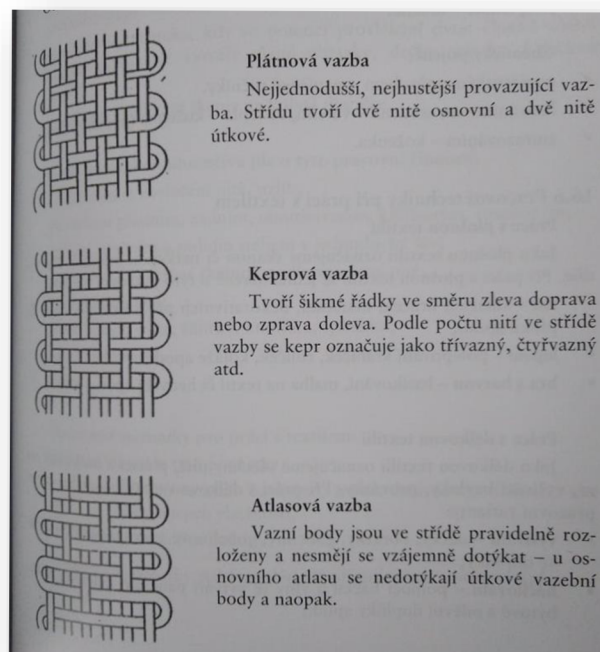 Plátnová vazba
Nejjednodušší, nejhustější provazující vaz-
ba. Střídu tvoří dvě nitě osnovní a dvě nitě
útkové.
Keprová vazba
Tvoří šikmé řádky ve směru zleva doprava
nebo zprava doleva. Podle počtu nití ve střídě
vazby se kepr označuje jako třívazný, čtyřvazný
atd.
Atlasová vazba
Vazní body jsou ve střídě pravidelně roz-
loženy a nesmějí se vzájemně dotýkat – u os-
novního atlasu se nedotýkají útkové vazební
body a naopak.